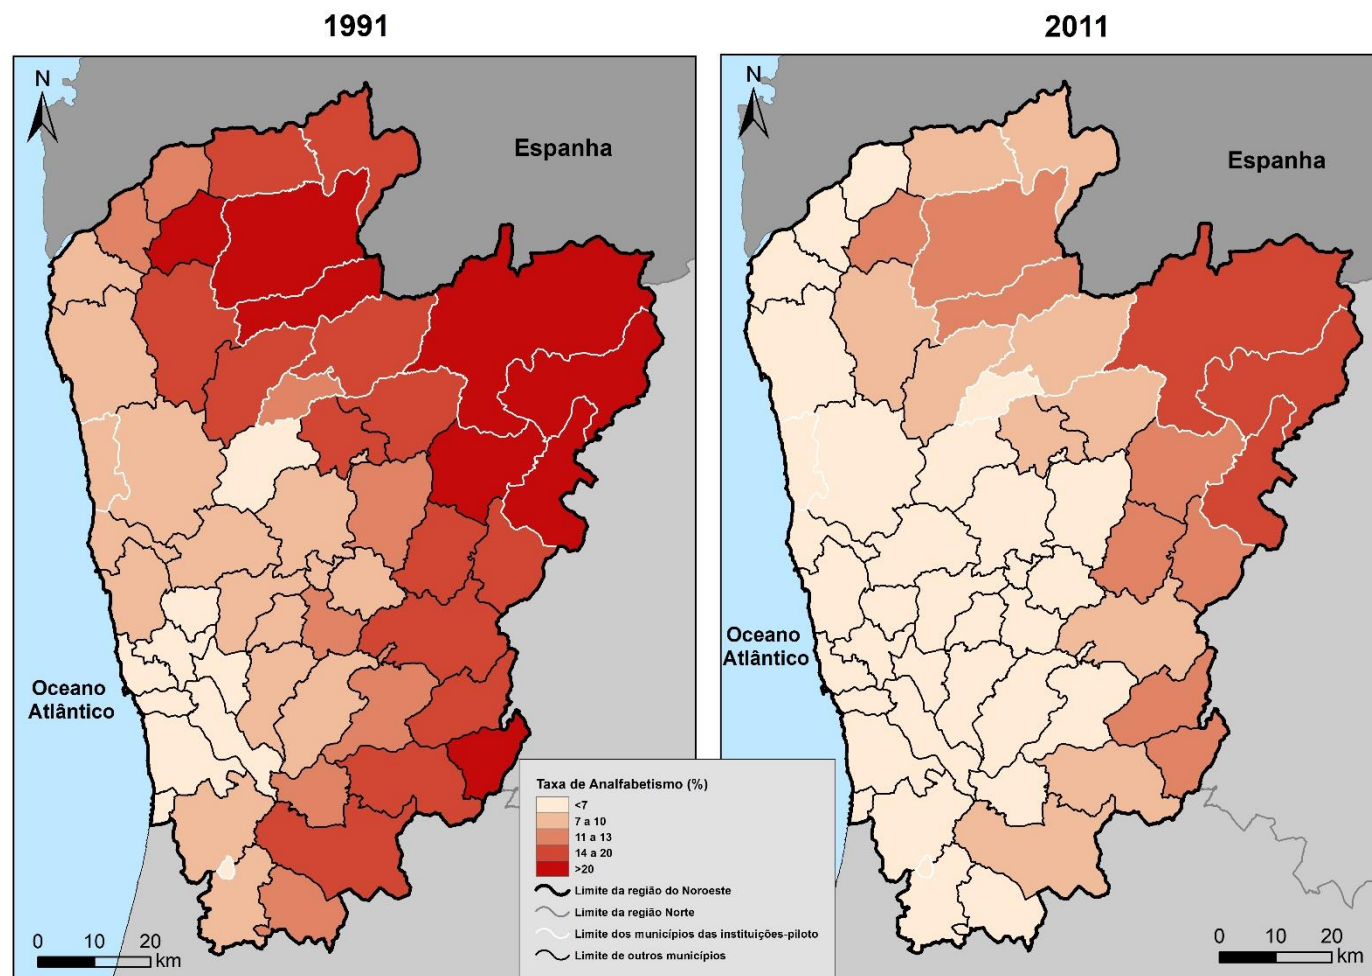 1991
2011
N
Espanha
Oceano
Atlântico
0 10 20
km
N
Espanha
Oceano
Atlântico
0 10 20
km
Taxa de Analfabetismo (%)
<7
7 a 10
11 a 13
14 a 20
>20
Limite da região do Noroeste
Limite da região Norte
Limite dos municípios das instituições-piloto
Limite de outros municípios